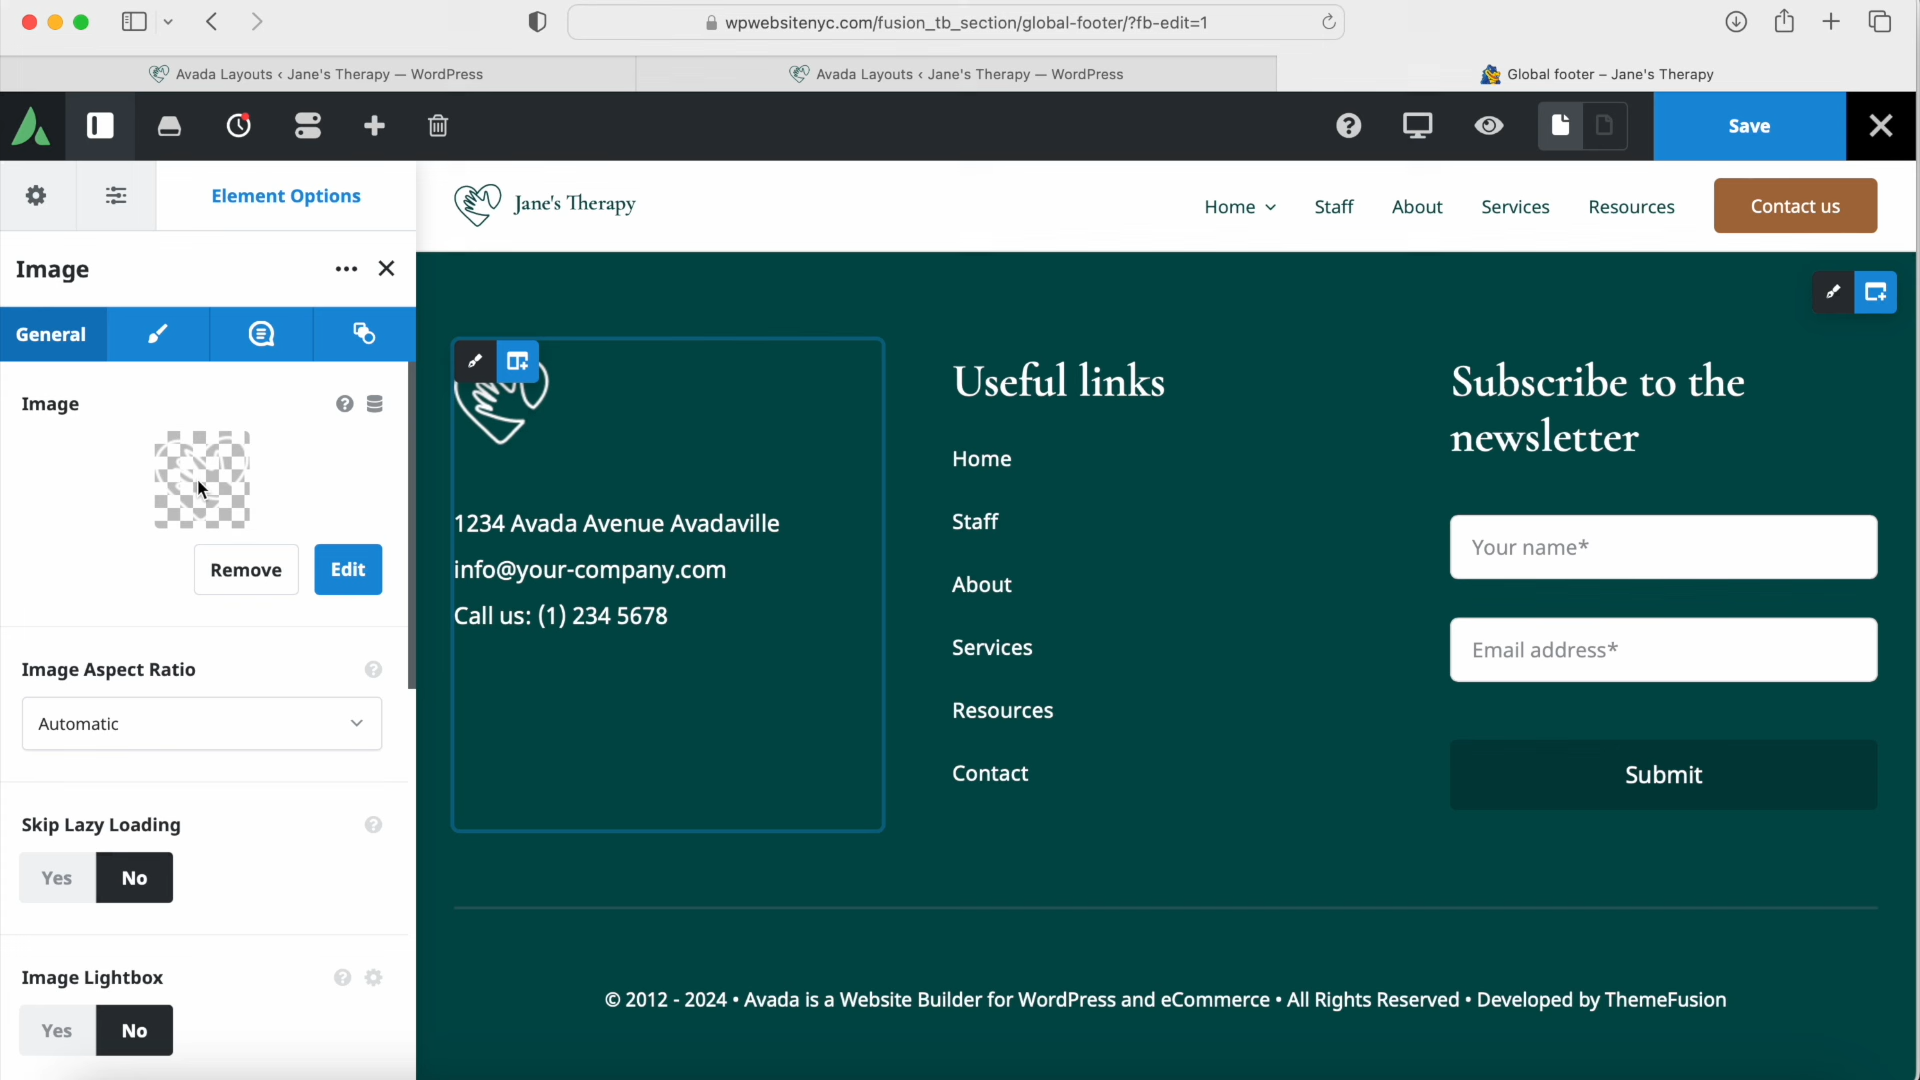 wpwebsitenyc.com/fusion_tb_section/global-footer/?fb-edit=1
Avada Layouts ‹ Jane's Therapy — WordPress
Avada Layouts ‹ Jane's Therapy — WordPress
Global footer – Jane's Therapy
Save
Element Options
Image
General
Image
Remove
Edit
Image Aspect Ratio
Automatic
Skip Lazy Loading
Yes
No
Image Lightbox
Yes
No
Jane's Therapy
Home
Staff
About
Services
Resources
Contact us
1234 Avada Avenue Avadaville
info@your-company.com
Call us: (1) 234 5678
Useful links
Home
Staff
About
Services
Resources
Contact
Subscribe to the
newsletter
Your name*
Email address*
Submit
© 2012 - 2024 • Avada is a Website Builder for WordPress and eCommerce • All Rights Reserved • Developed by ThemeFusion